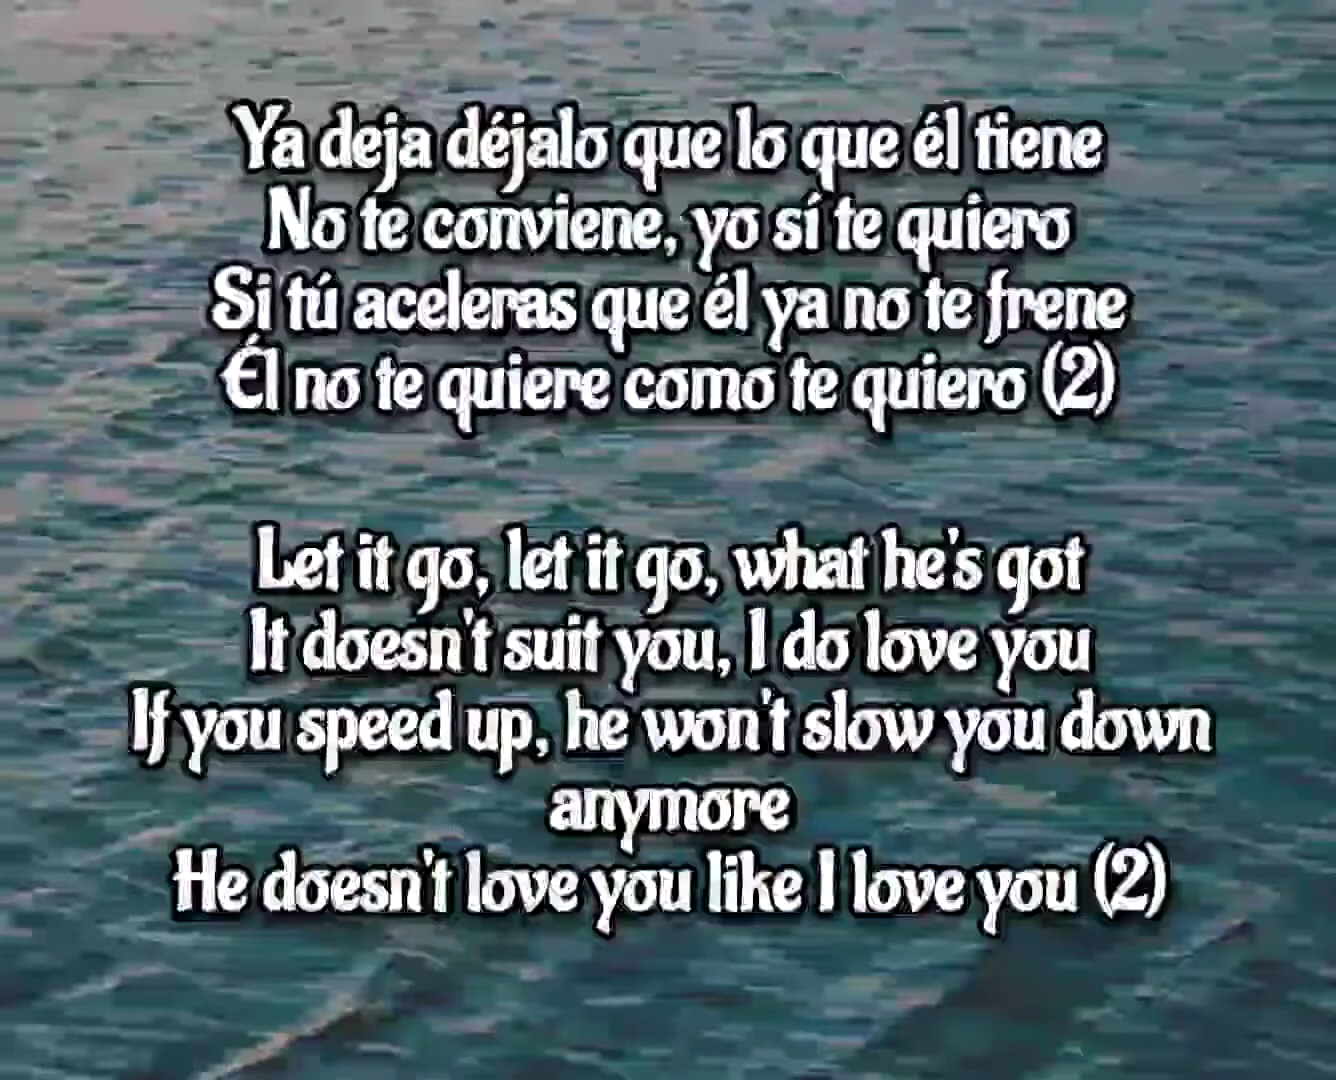 Ya deja déjalo que lo que él tiene
No te conviene, yo sí te quiero
Si tú aceleras que él ya no te frene
Él no te quiere como te quiero (2)
Let it go, let it go, what he's got
It doesn't suit you, I do love you
If you speed up, he won't slow you down
anymore
He doesn't love you like I love you (2)